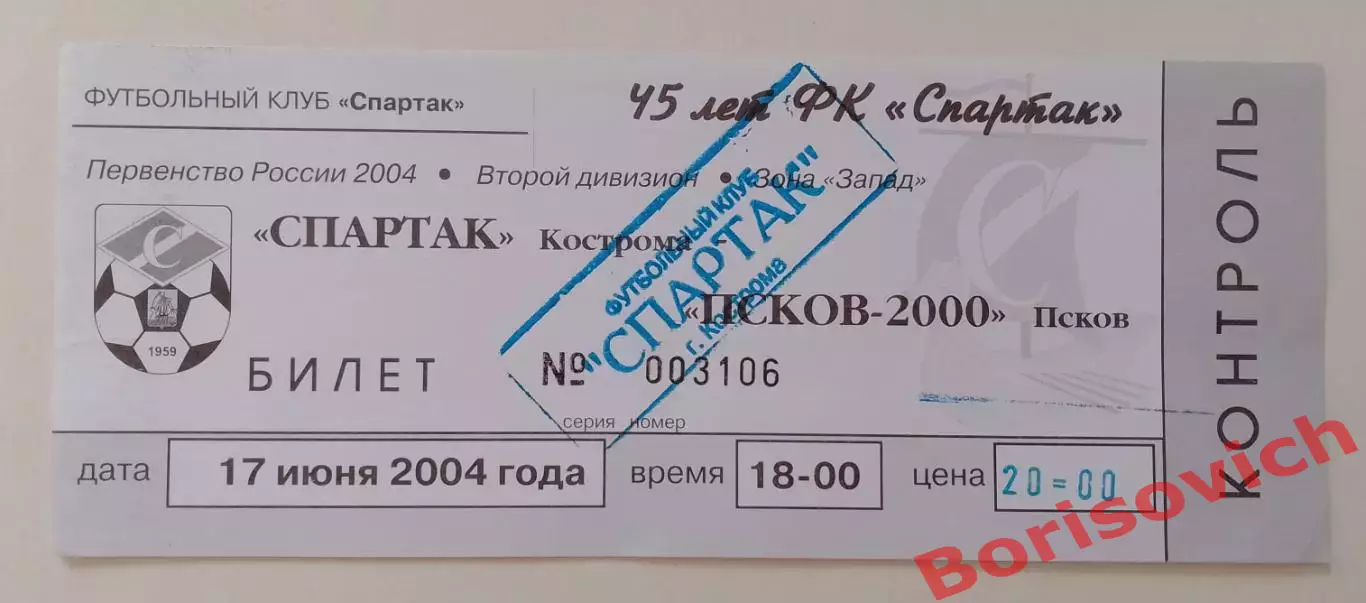 ФУТБОЛЬНЫЙ КЛУБ «Спартак»
45 лет ФК «Спартак»
Первенство России 2004 • Второй дивизион • Зона «Запад»
«СПАРТАК» Кострома -
«ПСКОВ-2000» Псков
С
1959
БИЛЕТ № 003106
серия номер
ФУТБОЛЬНЫЙ КЛУБ
"СПАРТАК"
г. КОСТРОМА
дата 17 июня 2004 года время 18-00 цена 20=00
КОНТРОЛЬ
Borisovich